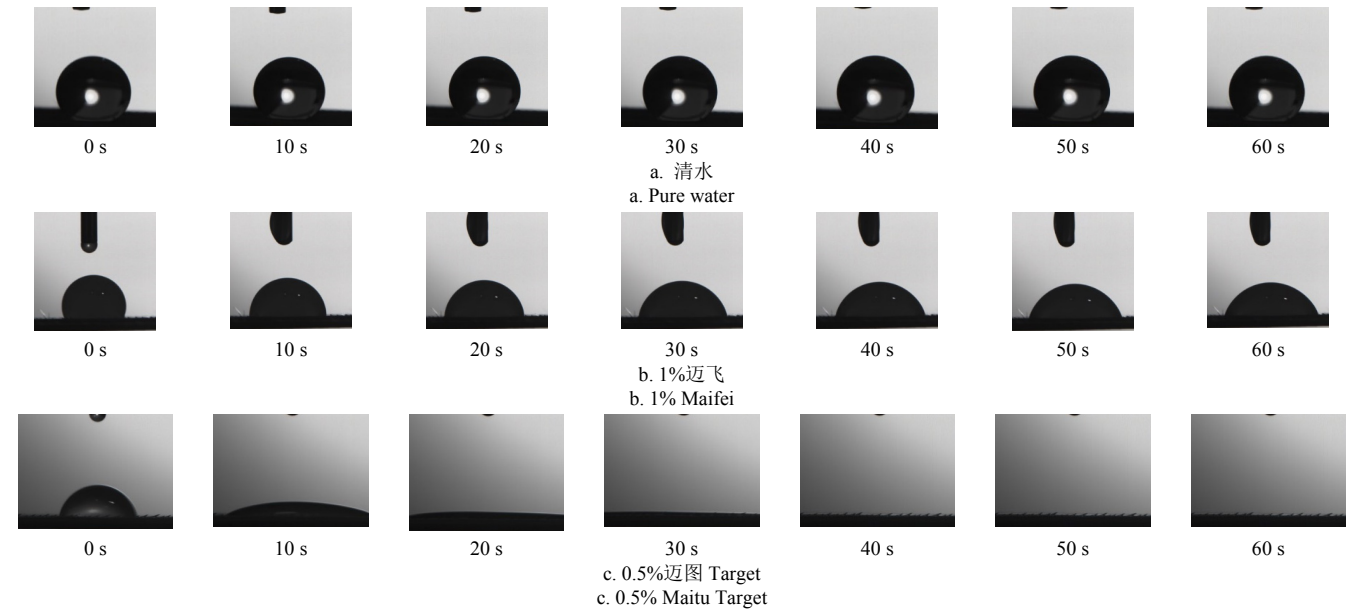 0 s 10 s 20 s 30 s 40 s 50 s 60 s
a. 清水
a. Pure water
0 s 10 s 20 s 30 s 40 s 50 s 60 s
b. 1%迈飞
b. 1% Maifei
0 s 10 s 20 s 30 s 40 s 50 s 60 s
c. 0.5%迈图 Target
c. 0.5% Maitu Target